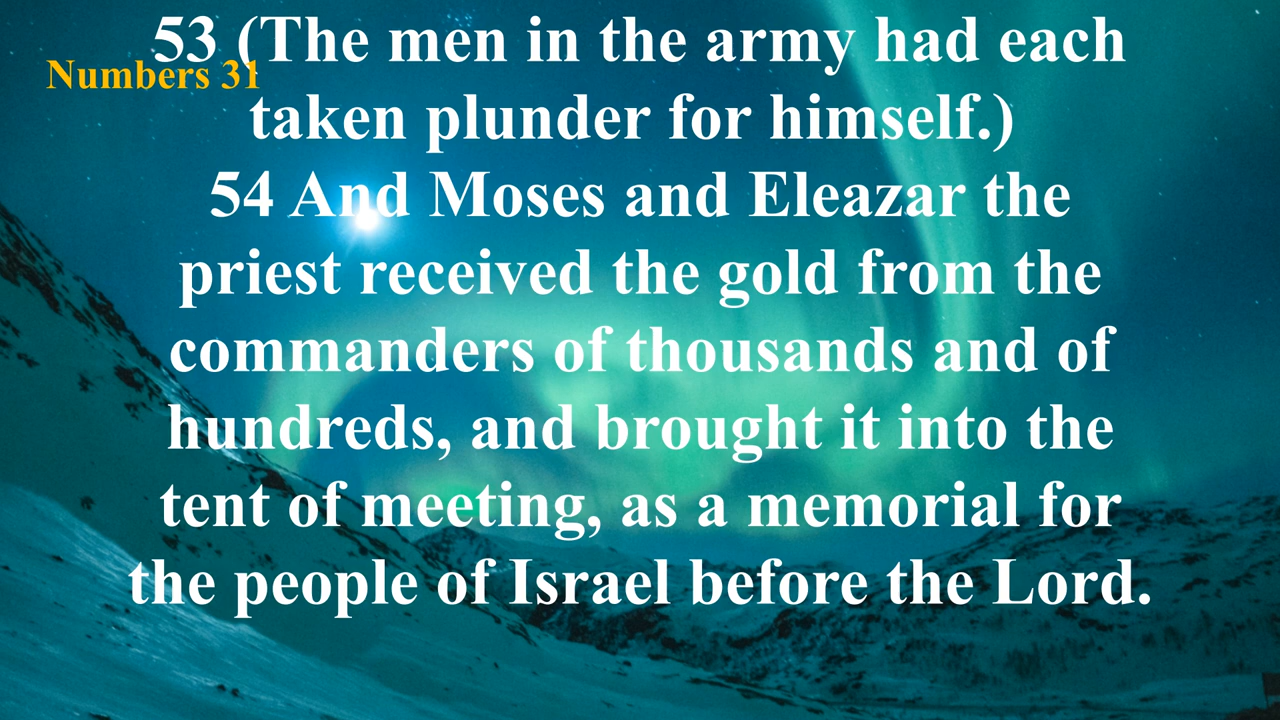 53 (The men in the army had each
Numbers 31
taken plunder for himself.)
54 And Moses and Eleazar the
priest received the gold from the
commanders of thousands and of
hundreds, and brought it into the
tent of meeting, as a memorial for
the people of Israel before the Lord.